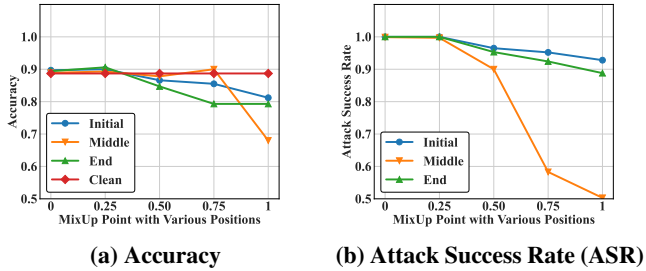 1.0
0.9
0.8
0.7
0.6
0.5
Accuracy
Initial
Middle
End
Clean
0 0.25 0.50 0.75 1
MixUp Point with Various Positions
(a) Accuracy
1.0
0.9
0.8
0.7
0.6
0.5
Attack Success Rate
Initial
Middle
End
0 0.25 0.50 0.75 1
MixUp Point with Various Positions
(b) Attack Success Rate (ASR)